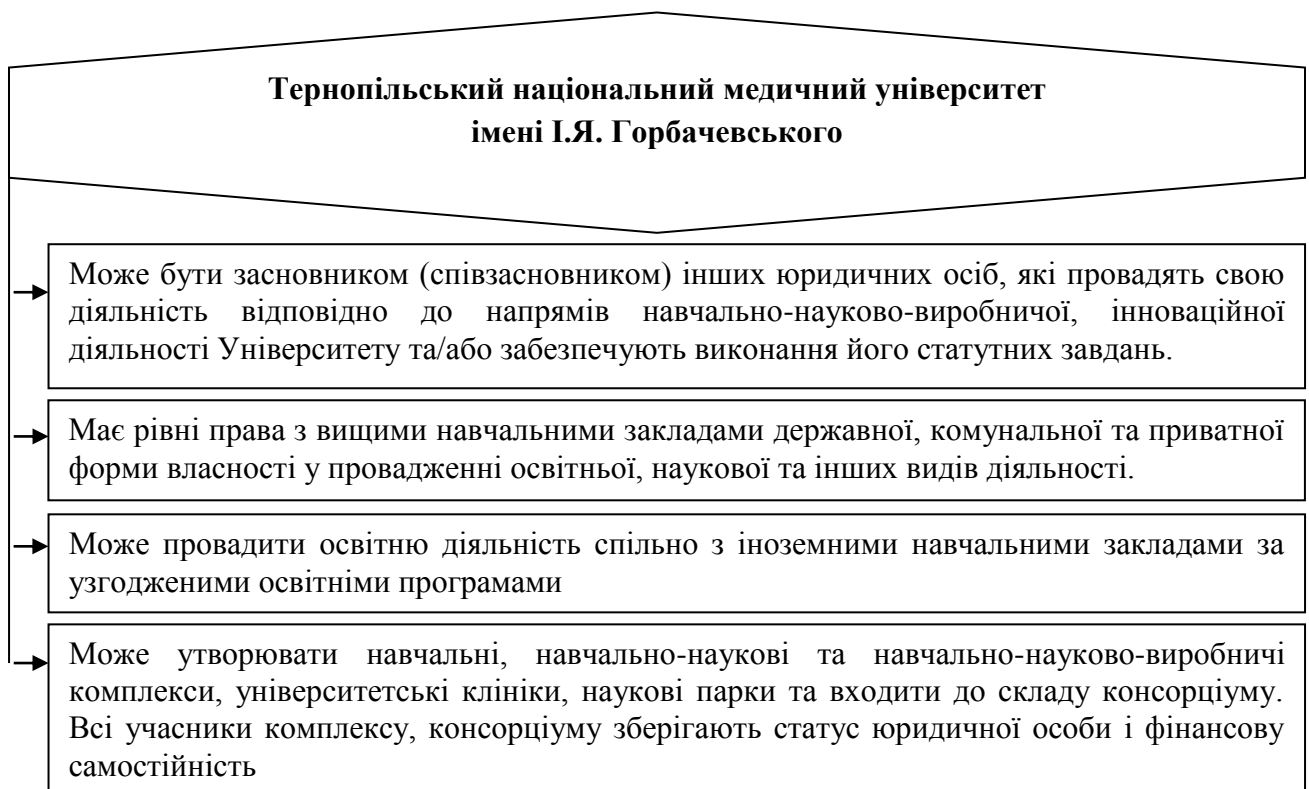 Тернопільський національний медичний університет
імені І.Я. Горбачевського
Може бути засновником (співзасновником) інших юридичних осіб, які провадять свою
діяльність відповідно до напрямів навчально-науково-виробничої, інноваційної
діяльності Університету та/або забезпечують виконання його статутних завдань.
Має рівні права з вищими навчальними закладами державної, комунальної та приватної
форми власності у провадженні освітньої, наукової та інших видів діяльності.
Може провадити освітню діяльність спільно з іноземними навчальними закладами за
узгодженими освітніми програмами
Може утворювати навчальні, навчально-наукові та навчально-науково-виробничі
комплекси, університетські клініки, наукові парки та входити до складу консорціуму.
Всі учасники комплексу, консорціуму зберігають статус юридичної особи і фінансову
самостійність